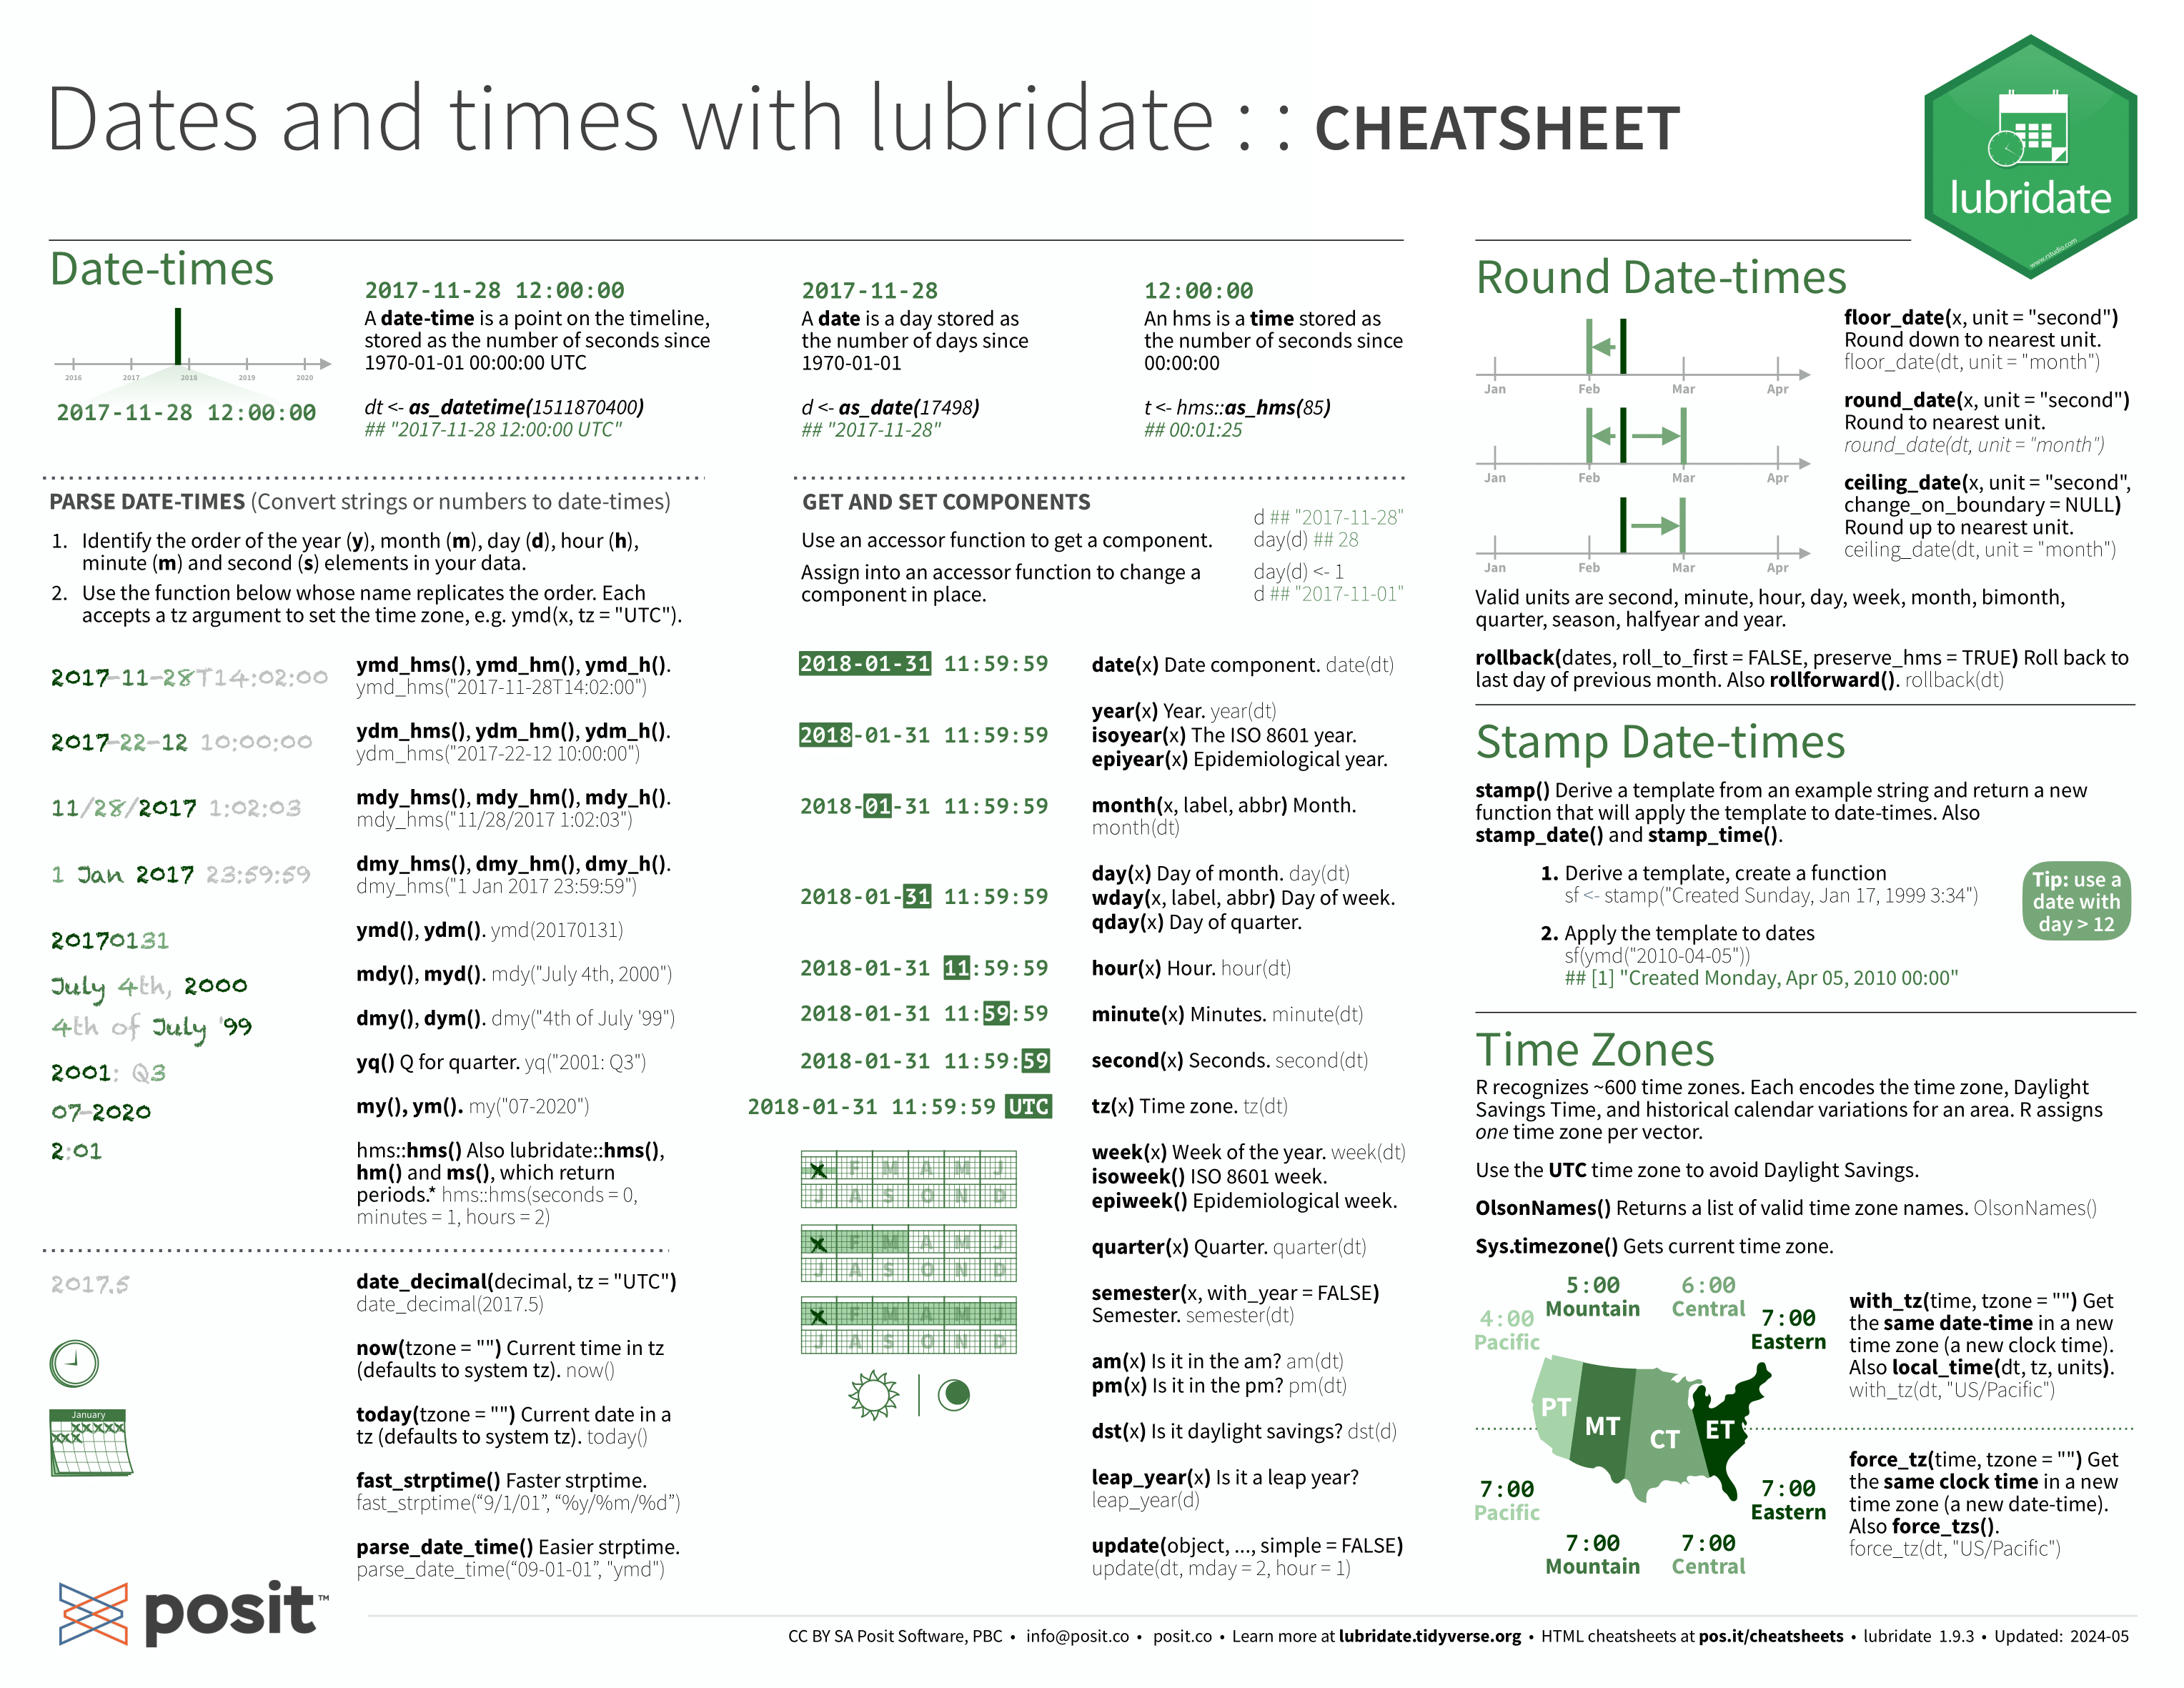 Dates and times with lubridate : : CHEATSHEET
lubridate
www.rstudio.com
Date-times
2016 2017 2018 2019 2020
2017-11-28 12:00:00
2017-11-28 12:00:00
A date-time is a point on the timeline,
stored as the number of seconds since
1970-01-01 00:00:00 UTC
dt <- as_datetime(1511870400)
## "2017-11-28 12:00:00 UTC"
2017-11-28
A date is a day stored as
the number of days since
1970-01-01
d <- as_date(17498)
## "2017-11-28"
12:00:00
An hms is a time stored as
the number of seconds since
00:00:00
t <- hms::as_hms(85)
## 00:01:25
PARSE DATE-TIMES (Convert strings or numbers to date-times)
1. Identify the order of the year (y), month (m), day (d), hour (h),
minute (m) and second (s) elements in your data.
2. Use the function below whose name replicates the order. Each
accepts a tz argument to set the time zone, e.g. ymd(x, tz = "UTC").
2017-11-28T14:02:00
ymd_hms(), ymd_hm(), ymd_h().
ymd_hms("2017-11-28T14:02:00")
2017-22-12 10:00:00
ydm_hms(), ydm_hm(), ydm_h().
ydm_hms("2017-22-12 10:00:00")
11/28/2017 1:02:03
mdy_hms(), mdy_hm(), mdy_h().
mdy_hms("11/28/2017 1:02:03")
1 Jan 2017 23:59:59
dmy_hms(), dmy_hm(), dmy_h().
dmy_hms("1 Jan 2017 23:59:59")
20170131
ymd(), ydm(). ymd(20170131)
July 4th, 2000
mdy(), myd(). mdy("July 4th, 2000")
4th of July '99
dmy(), dym(). dmy("4th of July '99")
2001: Q3
yq() Q for quarter. yq("2001: Q3")
07-2020
my(), ym(). my("07-2020")
2:01
hms::hms() Also lubridate::hms(),
hm() and ms(), which return
periods.* hms::hms(seconds = 0,
minutes = 1, hours = 2)
2017.5
date_decimal(decimal, tz = "UTC")
date_decimal(2017.5)
now(tzone = "") Current time in tz
(defaults to system tz). now()
January
xxxxx
xxx
today(tzone = "") Current date in a
tz (defaults to system tz). today()
fast_strptime() Faster strptime.
fast_strptime(“9/1/01”, “%y/%m/%d”)
parse_date_time() Easier strptime.
parse_date_time(“09-01-01”, "ymd")
GET AND SET COMPONENTS
Use an accessor function to get a component.
Assign into an accessor function to change a
component in place.
d ## "2017-11-28"
day(d) ## 28
day(d) <- 1
d ## "2017-11-01"
2018-01-31 11:59:59
date(x) Date component. date(dt)
2018-01-31 11:59:59
year(x) Year. year(dt)
isoyear(x) The ISO 8601 year.
epiyear(x) Epidemiological year.
2018-01-31 11:59:59
month(x, label, abbr) Month.
month(dt)
2018-01-31 11:59:59
day(x) Day of month. day(dt)
wday(x, label, abbr) Day of week.
qday(x) Day of quarter.
2018-01-31 11:59:59
hour(x) Hour. hour(dt)
2018-01-31 11:59:59
minute(x) Minutes. minute(dt)
2018-01-31 11:59:59
second(x) Seconds. second(dt)
2018-01-31 11:59:59 UTC
tz(x) Time zone. tz(dt)
x F M A M J
J A S O N D
week(x) Week of the year. week(dt)
isoweek() ISO 8601 week.
epiweek() Epidemiological week.
x F M A M J
J A S O N D
quarter(x) Quarter. quarter(dt)
x F M A M J
J A S O N D
semester(x, with_year = FALSE)
Semester. semester(dt)
am(x) Is it in the am? am(dt)
pm(x) Is it in the pm? pm(dt)
dst(x) Is it daylight savings? dst(d)
leap_year(x) Is it a leap year?
leap_year(d)
update(object, ..., simple = FALSE)
update(dt, mday = 2, hour = 1)
Round Date-times
Jan Feb Mar Apr
floor_date(x, unit = "second")
Round down to nearest unit.
floor_date(dt, unit = "month")
Jan Feb Mar Apr
round_date(x, unit = "second")
Round to nearest unit.
round_date(dt, unit = "month")
Jan Feb Mar Apr
ceiling_date(x, unit = "second",
change_on_boundary = NULL)
Round up to nearest unit.
ceiling_date(dt, unit = "month")
Valid units are second, minute, hour, day, week, month, bimonth,
quarter, season, halfyear and year.
rollback(dates, roll_to_first = FALSE, preserve_hms = TRUE) Roll back to
last day of previous month. Also rollforward(). rollback(dt)
Stamp Date-times
stamp() Derive a template from an example string and return a new
function that will apply the template to date-times. Also
stamp_date() and stamp_time().
1. Derive a template, create a function
sf <- stamp("Created Sunday, Jan 17, 1999 3:34")
2. Apply the template to dates
sf(ymd("2010-04-05"))
## [1] "Created Monday, Apr 05, 2010 00:00"
Tip: use a
date with
day > 12
Time Zones
R recognizes ~600 time zones. Each encodes the time zone, Daylight
Savings Time, and historical calendar variations for an area. R assigns
one time zone per vector.
Use the UTC time zone to avoid Daylight Savings.
OlsonNames() Returns a list of valid time zone names. OlsonNames()
Sys.timezone() Gets current time zone.
4:00
Pacific
5:00
Mountain
6:00
Central
7:00
Eastern
PT MT CT ET
7:00
Pacific
7:00
Mountain
7:00
Central
7:00
Eastern
with_tz(time, tzone = "") Get
the same date-time in a new
time zone (a new clock time).
Also local_time(dt, tz, units).
with_tz(dt, "US/Pacific")
force_tz(time, tzone = "") Get
the same clock time in a new
time zone (a new date-time).
Also force_tzs().
force_tz(dt, "US/Pacific")
posit™
CC BY SA Posit Software, PBC • info@posit.co • posit.co • Learn more at lubridate.tidyverse.org • HTML cheatsheets at pos.it/cheatsheets • lubridate 1.9.3 • Updated: 2024-05